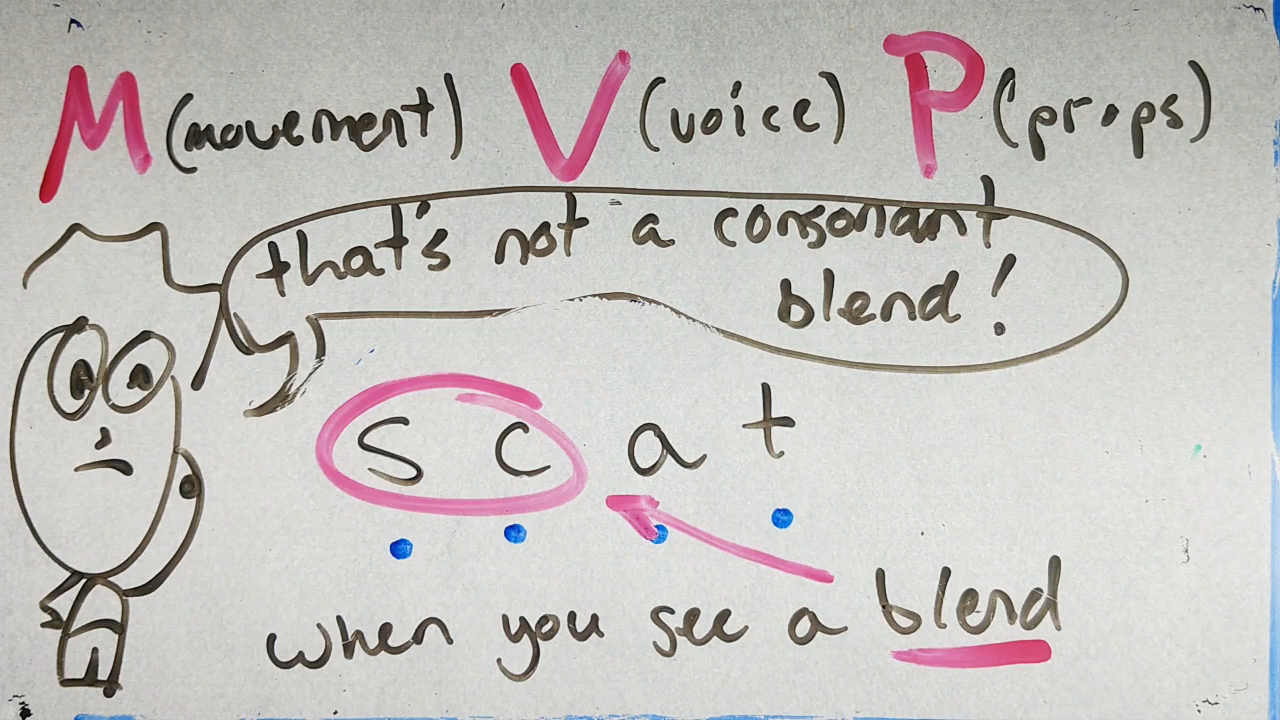 M (movement) V (voice) P (props)
that's not a consonant
blend!
s c a t
when you see a blend